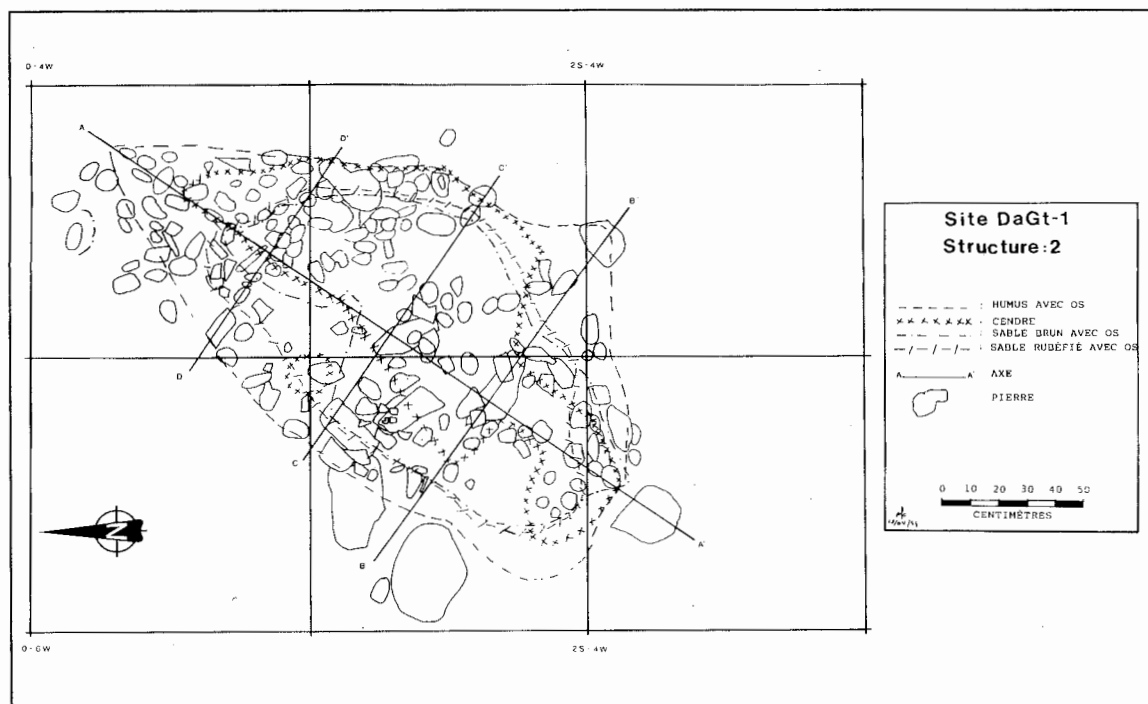 0-4W
2S-4W
A
D'
C'
B'
D
C
B
A'
N
0-6W
2S-4W
Site DaGt-1
Structure:2
: HUMUS AVEC OS
: CENDRE
: SABLE BRUN AVEC OS
: SABLE RUBÉFIÉ AVEC OS
A A' AXE
PIERRE
0 10 20 30 40 50
CENTIMÈTRES